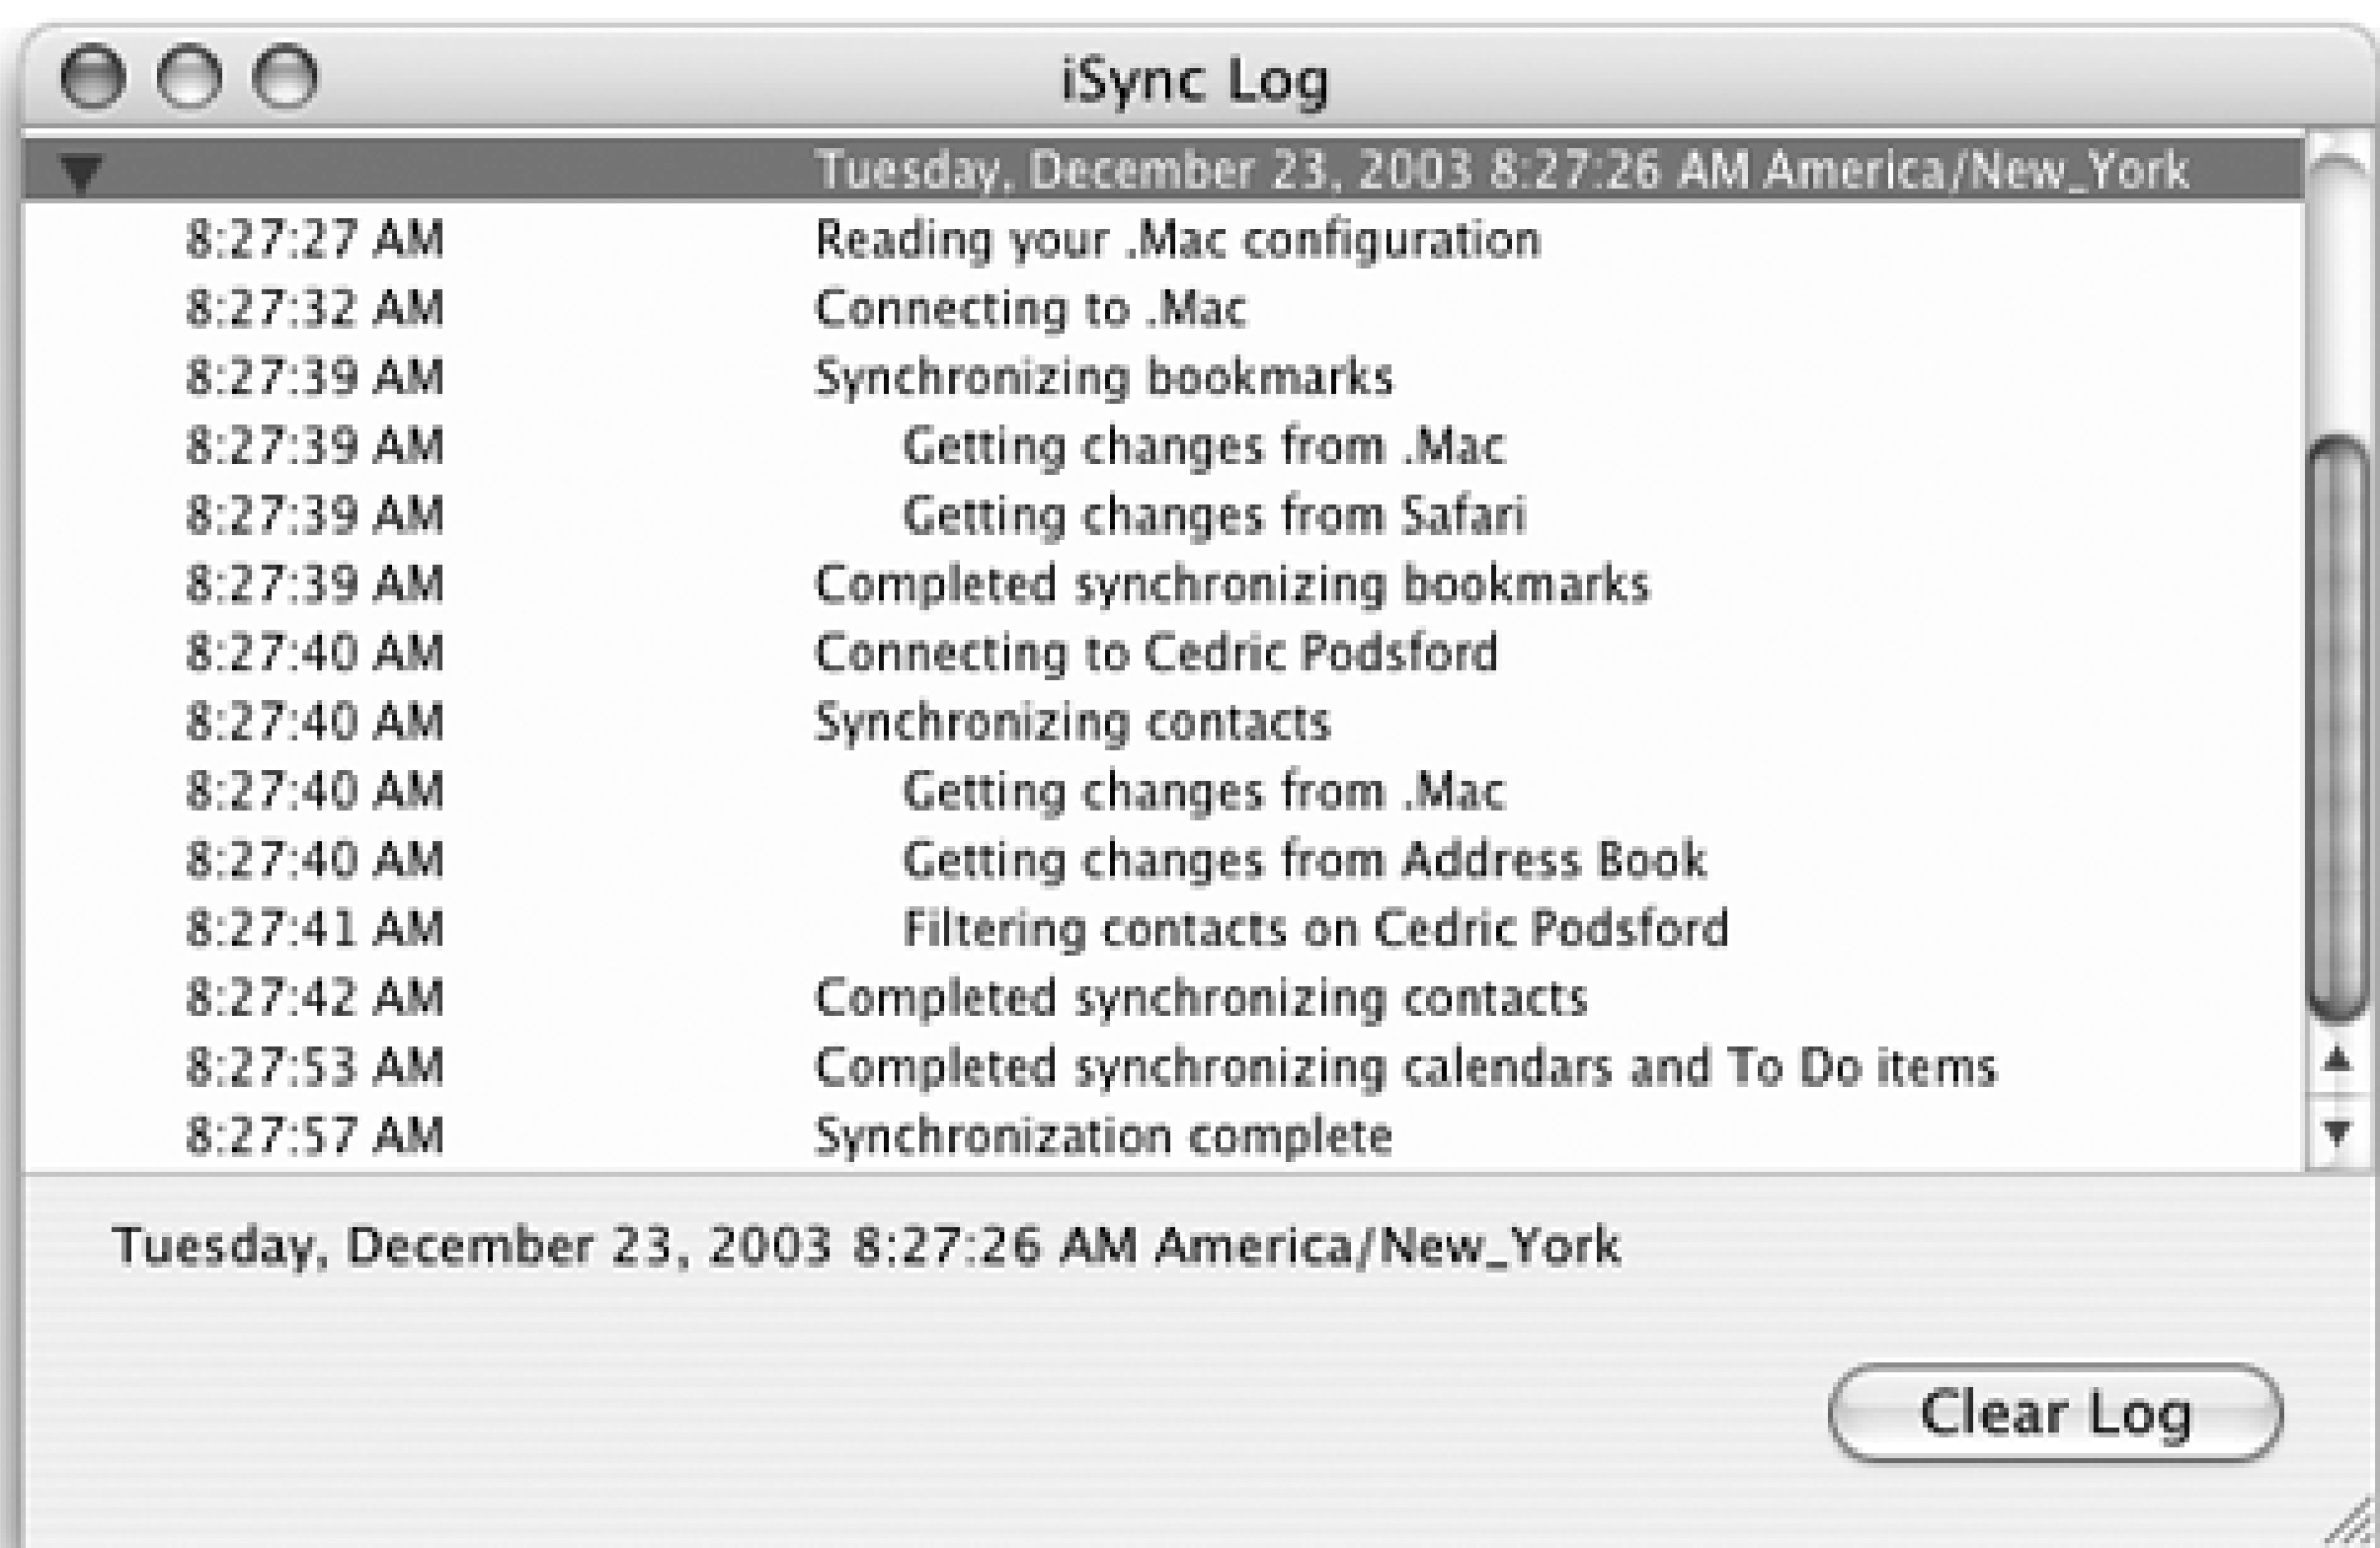 iSync Log
Tuesday, December 23, 2003 8:27:26 AM America/New_York
8:27:27 AM Reading your .Mac configuration
8:27:32 AM Connecting to .Mac
8:27:39 AM Synchronizing bookmarks
8:27:39 AM Getting changes from .Mac
8:27:39 AM Getting changes from Safari
8:27:39 AM Completed synchronizing bookmarks
8:27:40 AM Connecting to Cedric Podsford
8:27:40 AM Synchronizing contacts
8:27:40 AM Getting changes from .Mac
8:27:40 AM Getting changes from Address Book
8:27:41 AM Filtering contacts on Cedric Podsford
8:27:42 AM Completed synchronizing contacts
8:27:53 AM Completed synchronizing calendars and To Do items
8:27:57 AM Synchronization complete
Tuesday, December 23, 2003 8:27:26 AM America/New_York
Clear Log